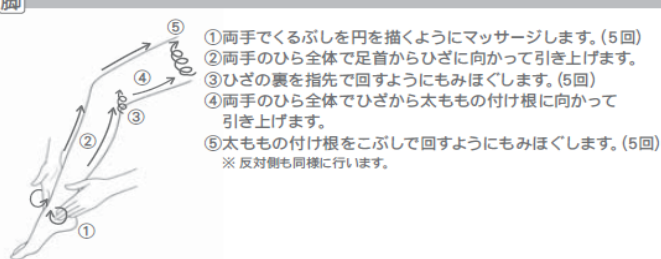 脚
①両手でくるぶしを円を描くようにマッサージします。(5回)
②両手のひら全体で足首からひざに向かって引き上げます。
③ひざの裏を指先で回すようにもみほぐします。(5回)
④両手のひら全体でひざから太ももの付け根に向かって
引き上げます。
⑤太ももの付け根をこぶしで回すようにもみほぐします。(5回)
※ 反対側も同様に行います。
⑤
④
③
②
①